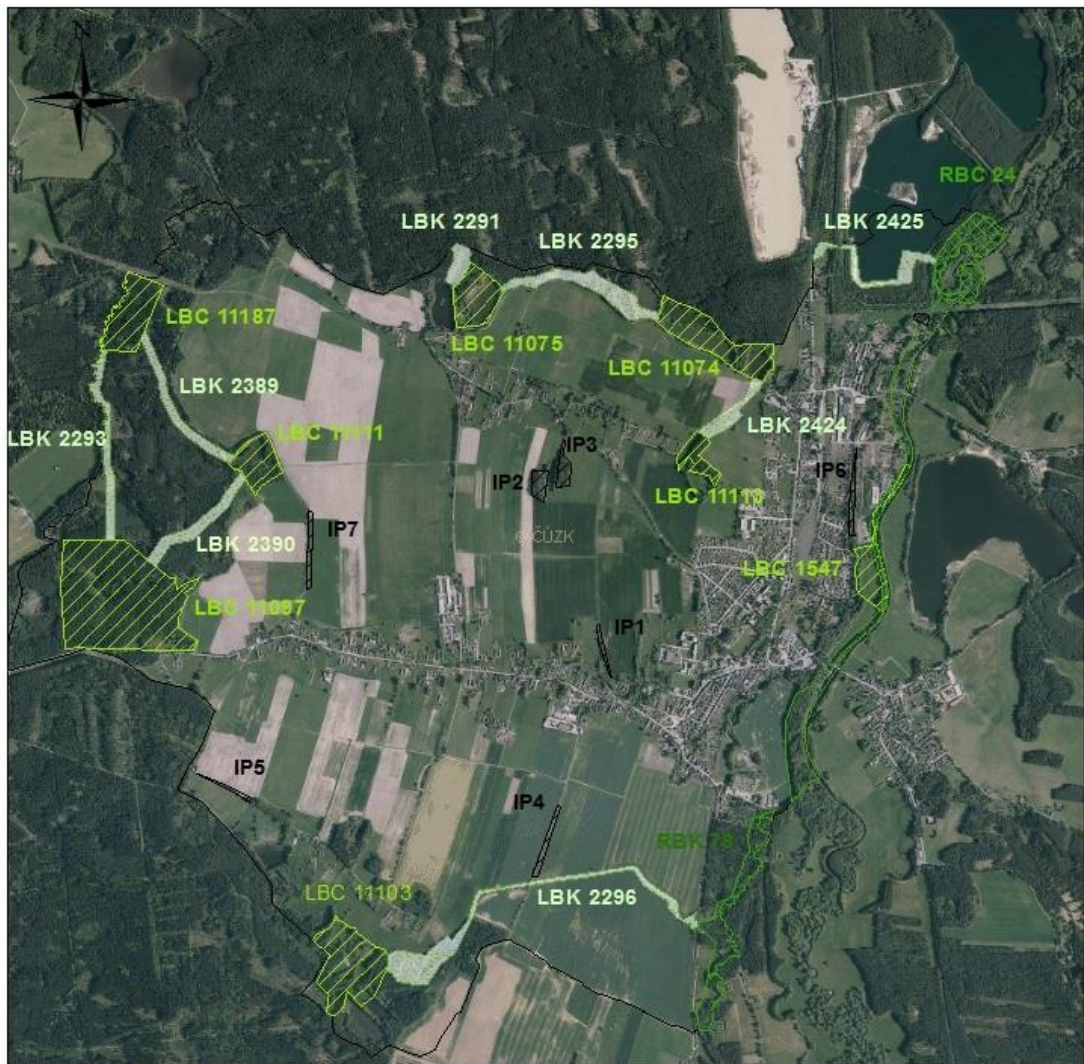 N
RBC 24
LBK 2291
LBK 2295
LBK 2425
LBC 11187
LBC 11075
LBC 11074
LBK 2389
LBK 2293
LBC 11111
LBK 2424
IP3
IP2
IP6
LBC 11113
IP7
© ČÚZK
LBK 2390
LBC 1547
LBC 11097
IP1
IP5
IP4
RBK 79
LBC 11103
LBK 2296